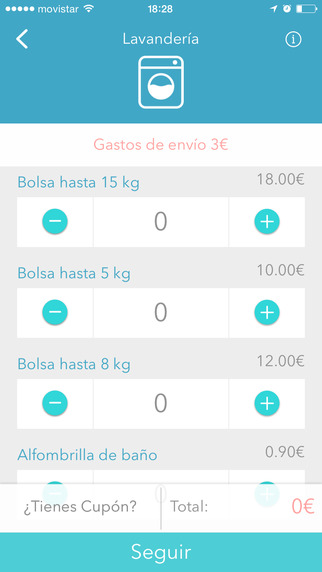 movistar 18:28
Lavandería
Gastos de envío 3€
Bolsa hasta 15 kg 18.00€
0
Bolsa hasta 5 kg 10.00€
0
Bolsa hasta 8 kg 12.00€
0
Alfombrilla de baño 0.90€
0
¿Tienes Cupón? Total: 0€
Seguir